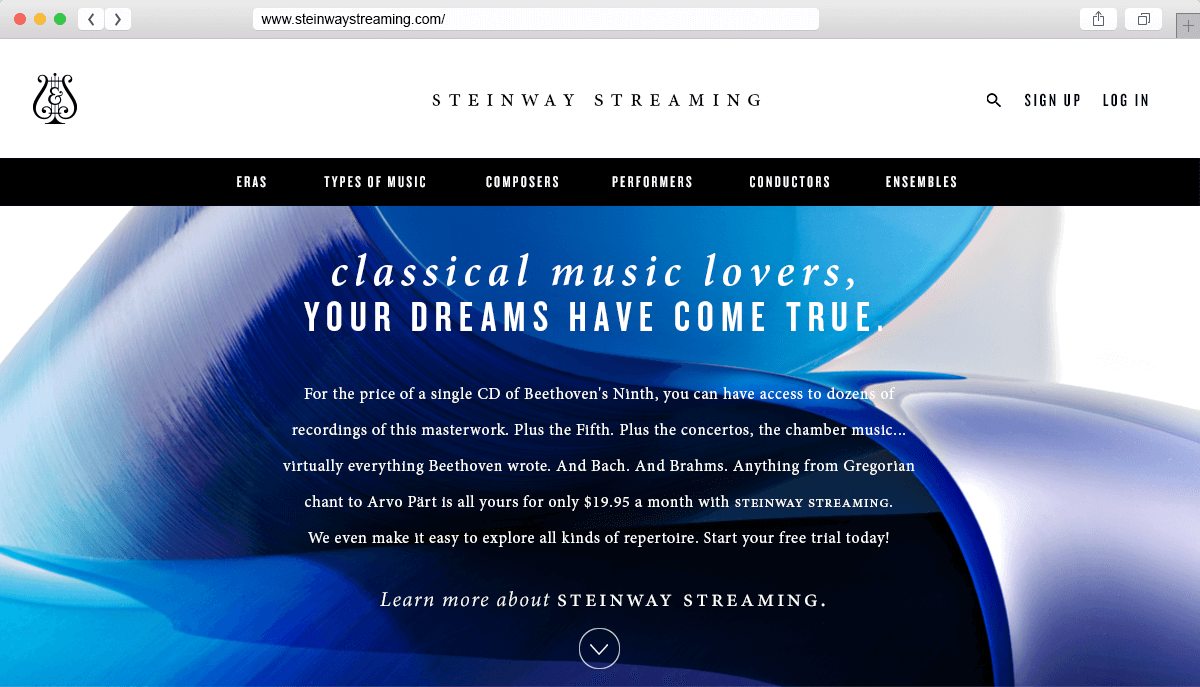 www.steinwaystreaming.com/
&
STEINWAY STREAMING
SIGN UP LOG IN
ERAS TYPES OF MUSIC COMPOSERS PERFORMERS CONDUCTORS ENSEMBLES
classical music lovers,
YOUR DREAMS HAVE COME TRUE.
For the price of a single CD of Beethoven's Ninth, you can have access to dozens of
recordings of this masterwork. Plus the Fifth. Plus the concertos, the chamber music...
virtually everything Beethoven wrote. And Bach. And Brahms. Anything from Gregorian
chant to Arvo Pärt is all yours for only $19.95 a month with STEINWAY STREAMING.
We even make it easy to explore all kinds of repertoire. Start your free trial today!
Learn more about STEINWAY STREAMING.